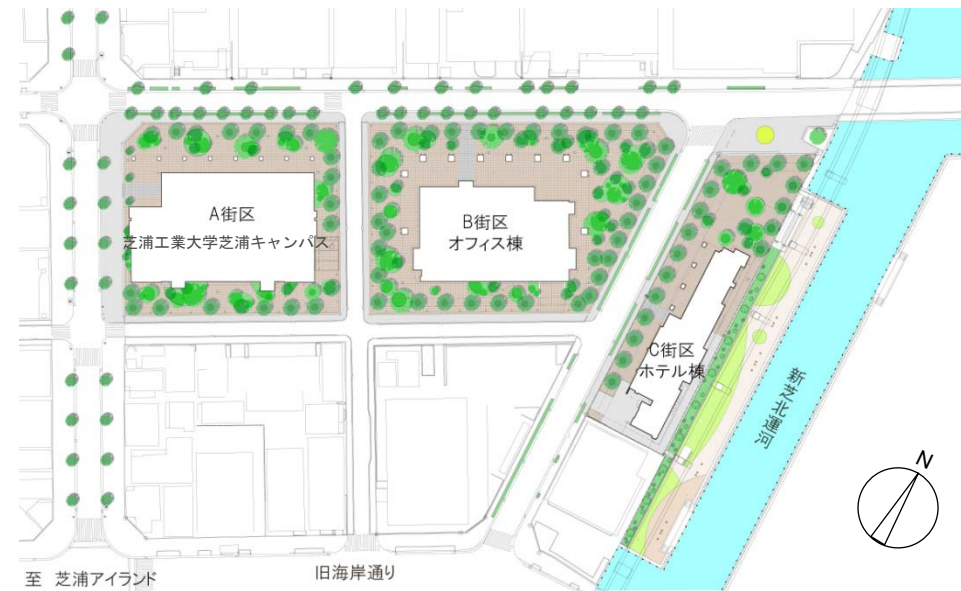 A街区
芝浦工業大学芝浦キャンパス
B街区
オフィス棟
C街区
ホテル棟
新芝北運河
N
至 芝浦アイランド
旧海岸通り